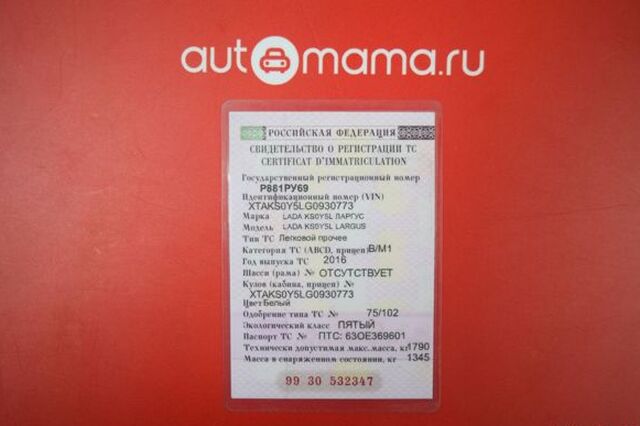 automama.ru
РОССИЙСКАЯ ФЕДЕРАЦИЯ
СВИДЕТЕЛЬСТВО О РЕГИСТРАЦИИ ТС
CERTIFICAT D'IMMATRICULATION
Государственный регистрационный номер
Р881РУ69
Идентификационный номер (VIN)
XTAKS0Y5LG0930773
Марка LADA KS0Y5L ЛАРГУС
Модель LADA KS0Y5L LARGUS
Тип ТС Легковой прочее
Категория ТС (ABCD, прицеп) B/M1
Год выпуска ТС 2016
Шасси (рама) № ОТСУТСТВУЕТ
Кузов (кабина, прицеп) №
XTAKS0Y5LG0930773
Цвет Белый
Одобрение типа ТС № 75/102
Экологический класс ПЯТЫЙ
Паспорт ТС № ПТС: 63ОЕ369601
Технически допустимая макс. масса, кг 1790
Масса в снаряженном состоянии, кг 1345
99 30 532347